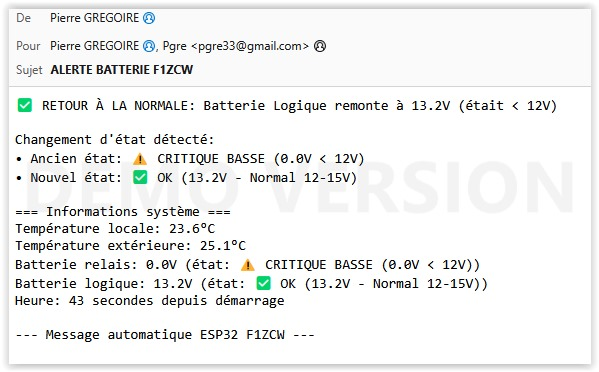 De Pierre GREGOIRE
Pour Pierre GREGOIRE, Pgre <pgre33@gmail.com>
Sujet ALERTE BATTERIE F1ZCW
✅ RETOUR À LA NORMALE: Batterie Logique remonte à 13.2V (était < 12V)
Changement d'état détecté:
• Ancien état: ⚠️ CRITIQUE BASSE (0.0V < 12V)
• Nouvel état: ✅ OK (13.2V - Normal 12-15V)
DEMO VERSION
=== Informations système ===
Température locale: 23.6°C
Température extérieure: 25.1°C
Batterie relais: 0.0V (état: ⚠️ CRITIQUE BASSE (0.0V < 12V))
Batterie logique: 13.2V (état: ✅ OK (13.2V - Normal 12-15V))
Heure: 43 secondes depuis démarrage
--- Message automatique ESP32 F1ZCW ---